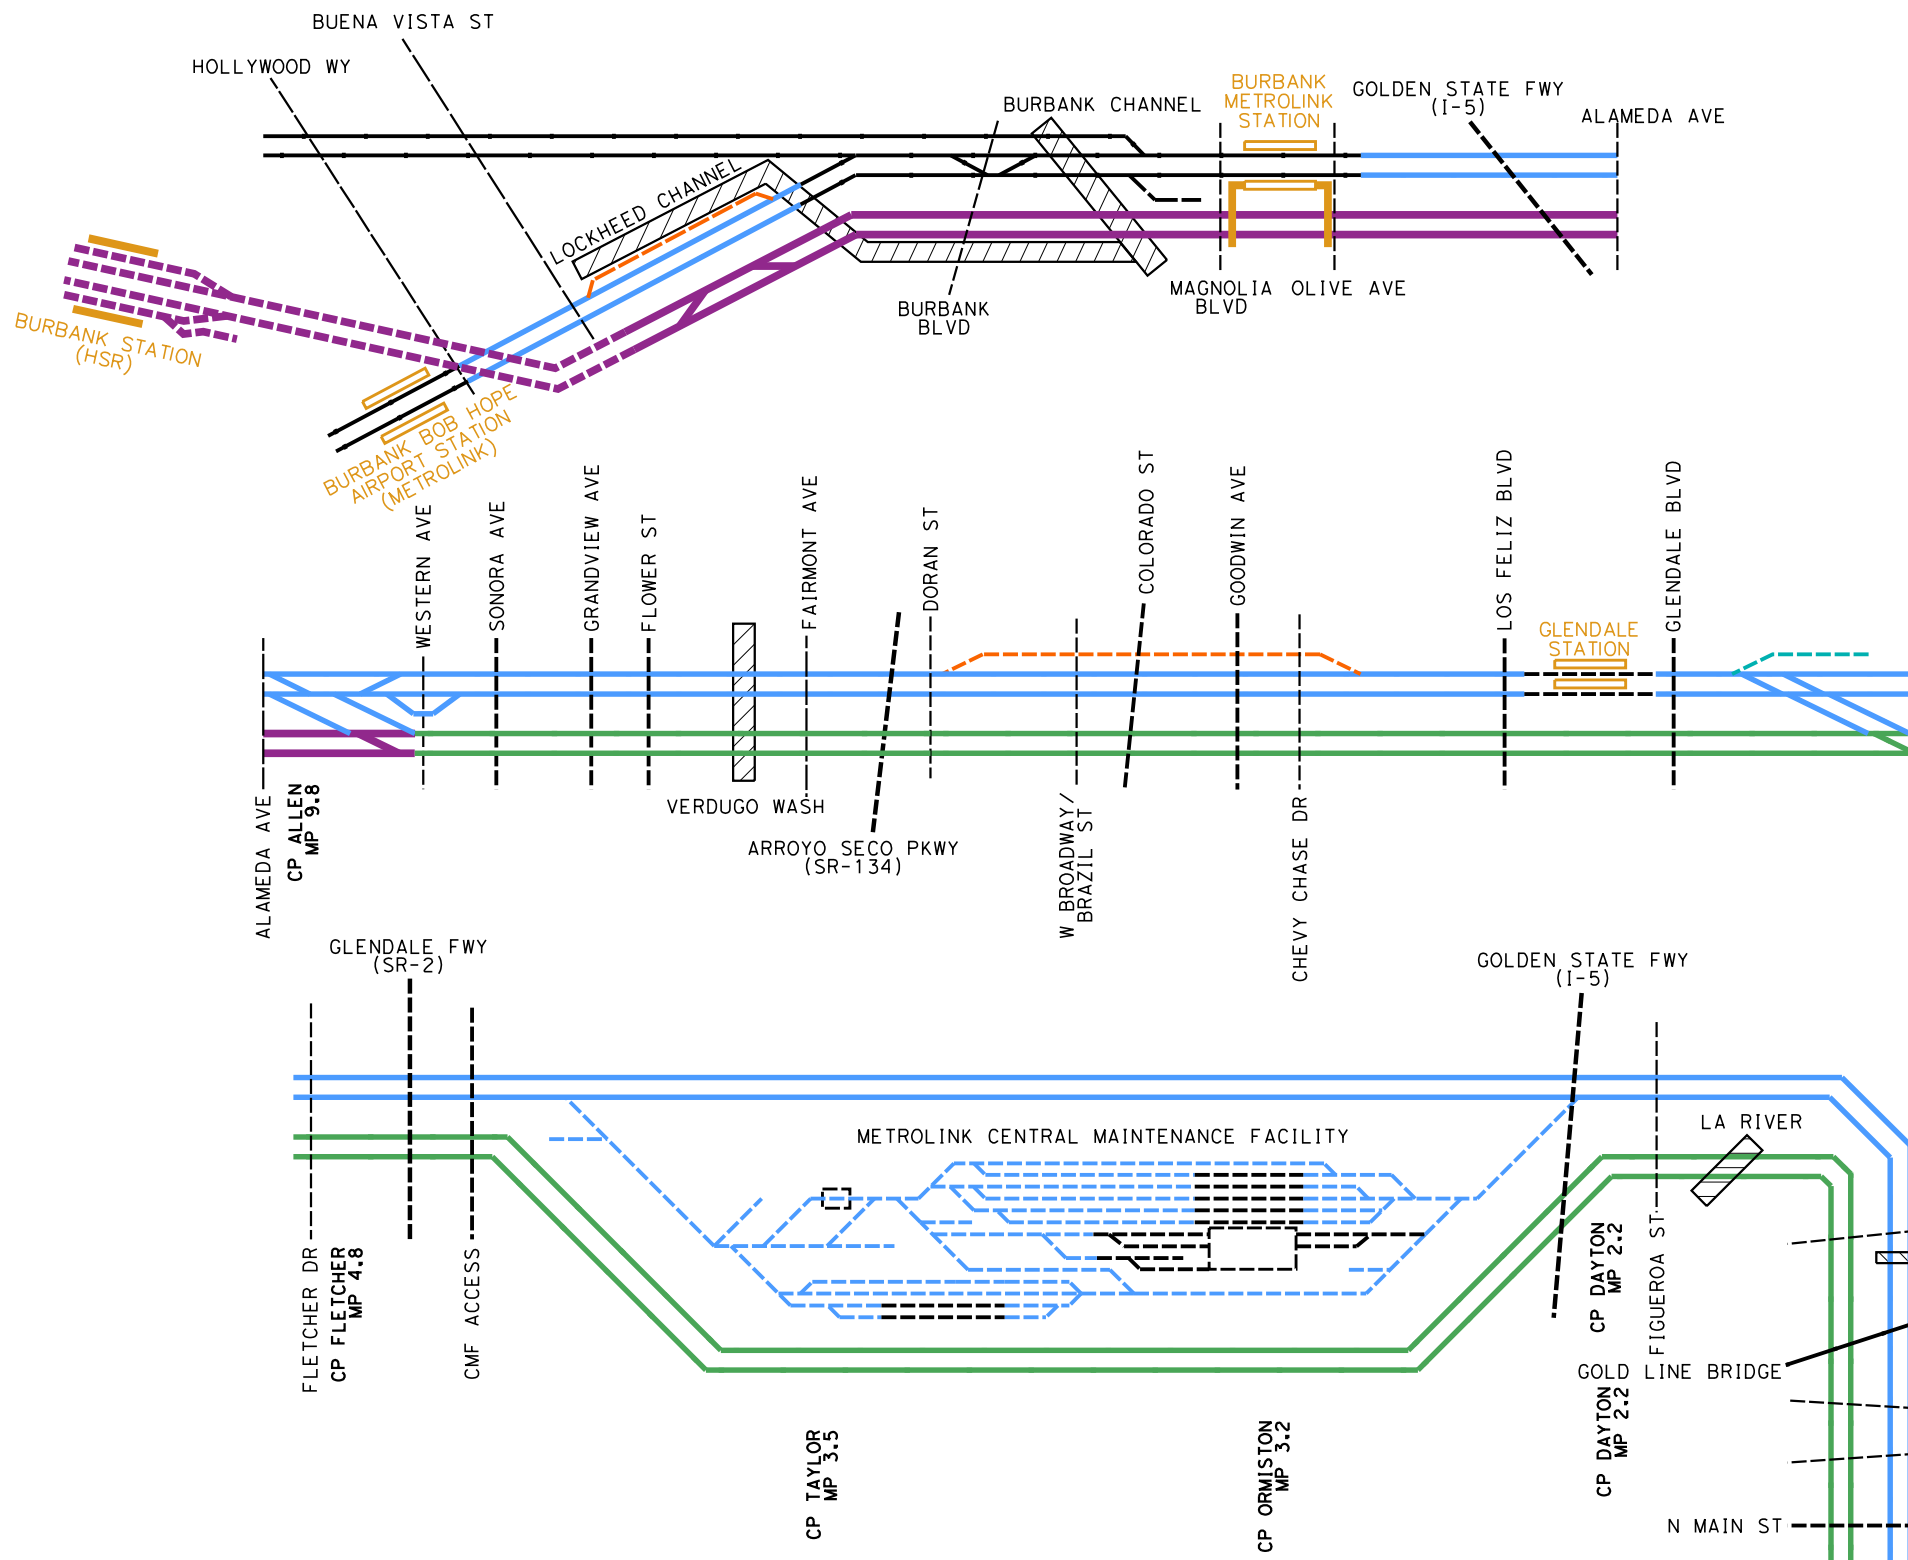 BUENA VISTA ST
HOLLYWOOD WY
BURBANK CHANNEL
BURBANK
METROLINK
STATION
GOLDEN STATE FWY
(I-5)
ALAMEDA AVE
LOCKHEED CHANNEL
BURBANK STATION
(HSR)
BURBANK
BLVD
MAGNOLIA
BLVD
OLIVE AVE
BURBANK BOB HOPE
AIRPORT STATION
(METROLINK)
WESTERN AVE
SONORA AVE
GRANDVIEW AVE
FLOWER ST
FAIRMONT AVE
DORAN ST
COLORADO ST
GOODWIN AVE
LOS FELIZ BLVD
GLENDALE
STATION
GLENDALE BLVD
ALAMEDA AVE
CP ALLEN
MP 9.8
VERDUGO WASH
ARROYO SECO PKWY
(SR-134)
W BROADWAY/
BRAZIL ST
CHEVY CHASE DR
GLENDALE FWY
(SR-2)
GOLDEN STATE FWY
(I-5)
METROLINK CENTRAL MAINTENANCE FACILITY
LA RIVER
FLETCHER DR
CP FLETCHER
MP 4.8
CMF ACCESS
CP DAYTON
MP 2.2
FIGUEROA ST
GOLD LINE BRIDGE
CP DAYTON
MP 2.2
CP TAYLOR
MP 3.5
CP ORMISTON
MP 3.2
N MAIN ST